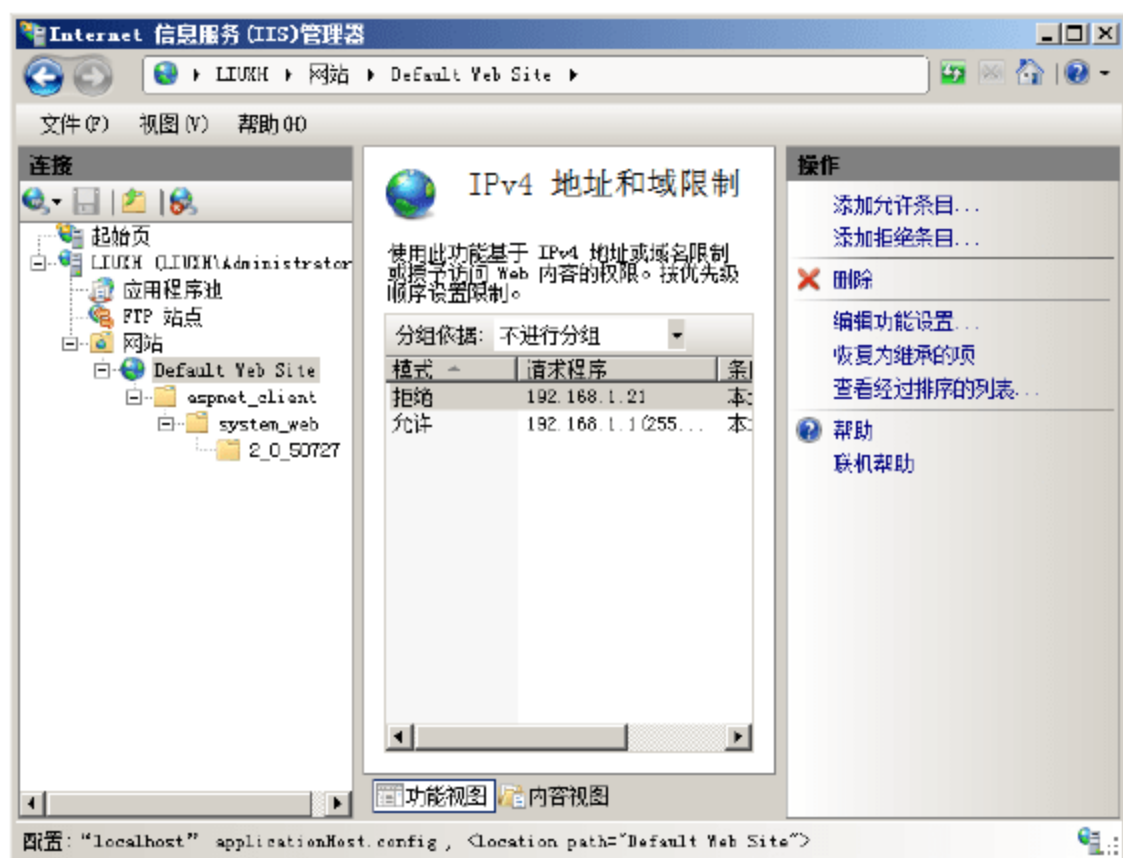 Internet 信息服务(IIS)管理器
LIUXH 网站 Default Web Site
文件(F) 视图(V) 帮助(H)
连接
起始页
LIUXH (LIUXH\Administrator
应用程序池
FTP 站点
网站
Default Web Site
aspnet_client
system_web
2_0_50727
IPv4 地址和域限制
使用此功能基于 IPv4 地址或域名限制
或授予访问 Web 内容的权限。按优先级
顺序设置限制。
分组依据: 不进行分组
模式 请求程序 条
拒绝 192.168.1.21 本
允许 192.168.1.1(255... 本
功能视图 内容视图
操作
添加允许条目...
添加拒绝条目...
删除
编辑功能设置...
恢复为继承的项
查看经过排序的列表...
帮助
联机帮助
配置: “localhost” applicationHost.config , <location path="Default Web Site">